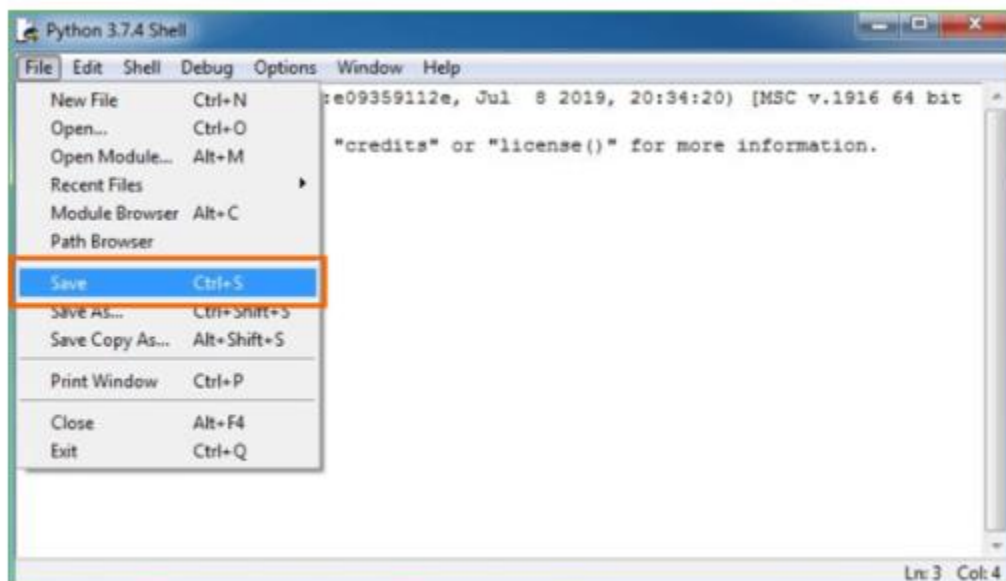 Python 3.7.4 Shell
File Edit Shell Debug Options Window Help
New File Ctrl+N
:e09359112e, Jul 8 2019, 20:34:20) [MSC v.1916 64 bit
Open... Ctrl+O
"credits" or "license()" for more information.
Open Module... Alt+M
Recent Files
Module Browser Alt+C
Path Browser
Save Ctrl+S
Save As... Ctrl+Shift+S
Save Copy As... Alt+Shift+S
Print Window Ctrl+P
Close Alt+F4
Exit Ctrl+Q
Ln: 3 Col: 4